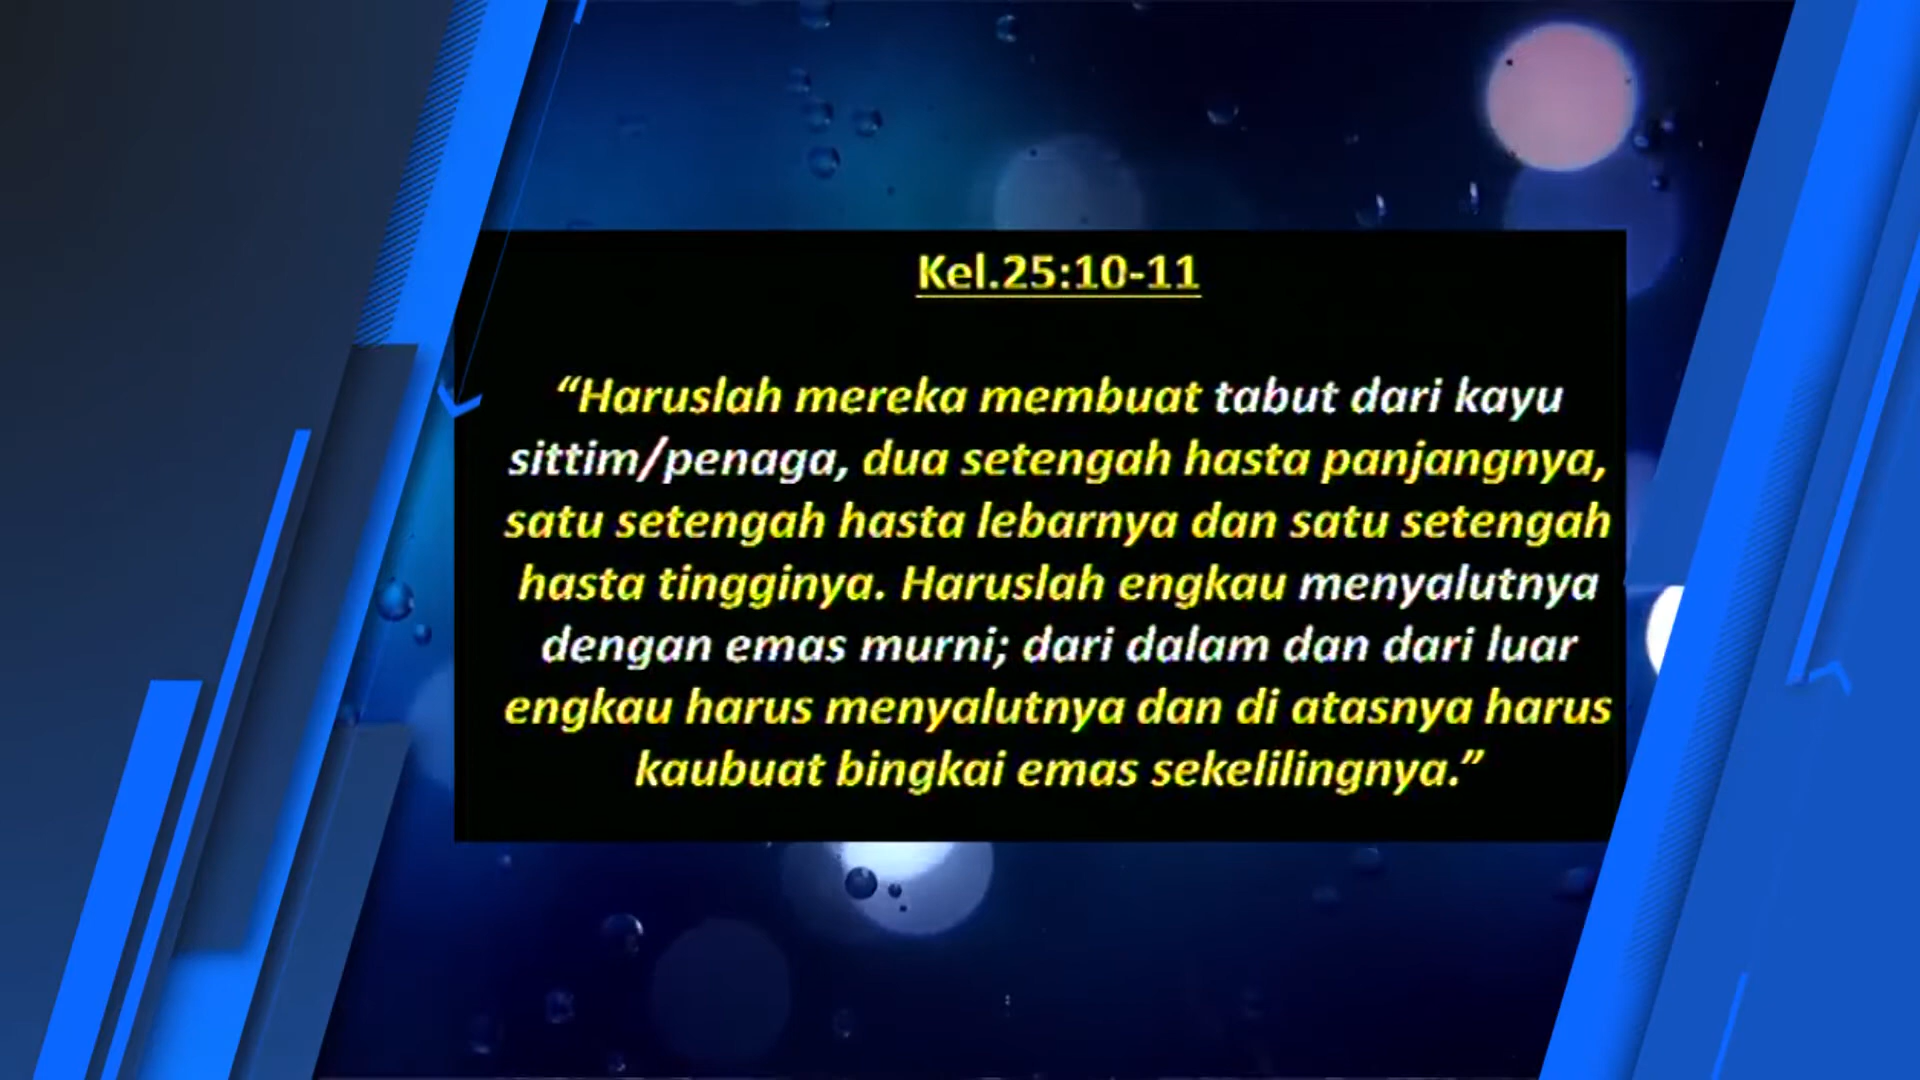 Kel.25:10-11
“Haruslah mereka membuat tabut dari kayu
sittim/penaga, dua setengah hasta panjangnya,
satu setengah hasta lebarnya dan satu setengah
hasta tingginya. Haruslah engkau menyalutnya
dengan emas murni; dari dalam dan dari luar
engkau harus menyalutnya dan di atasnya harus
kaubuat bingkai emas sekelilingnya.”